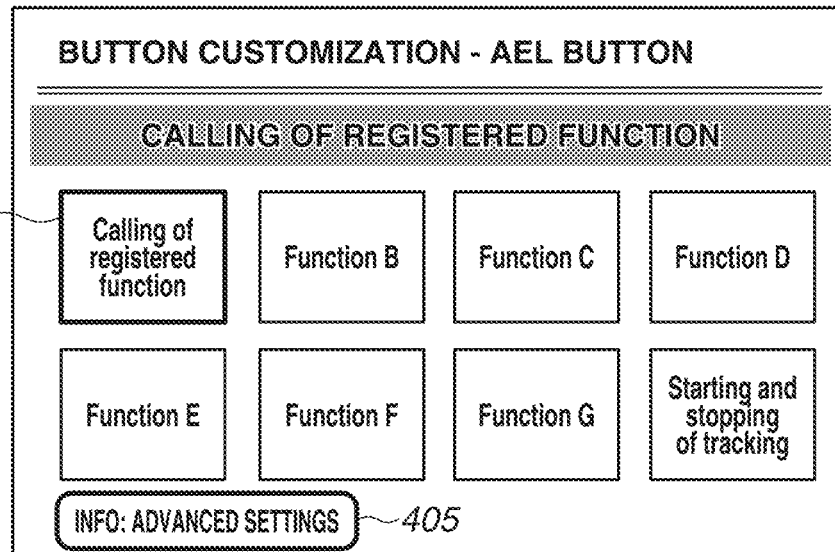 BUTTON CUSTOMIZATION - AEL BUTTON
CALLING OF REGISTERED FUNCTION
Calling of
registered
function
Function B
Function C
Function D
Function E
Function F
Function G
Starting and
stopping
of tracking
INFO: ADVANCED SETTINGS
405